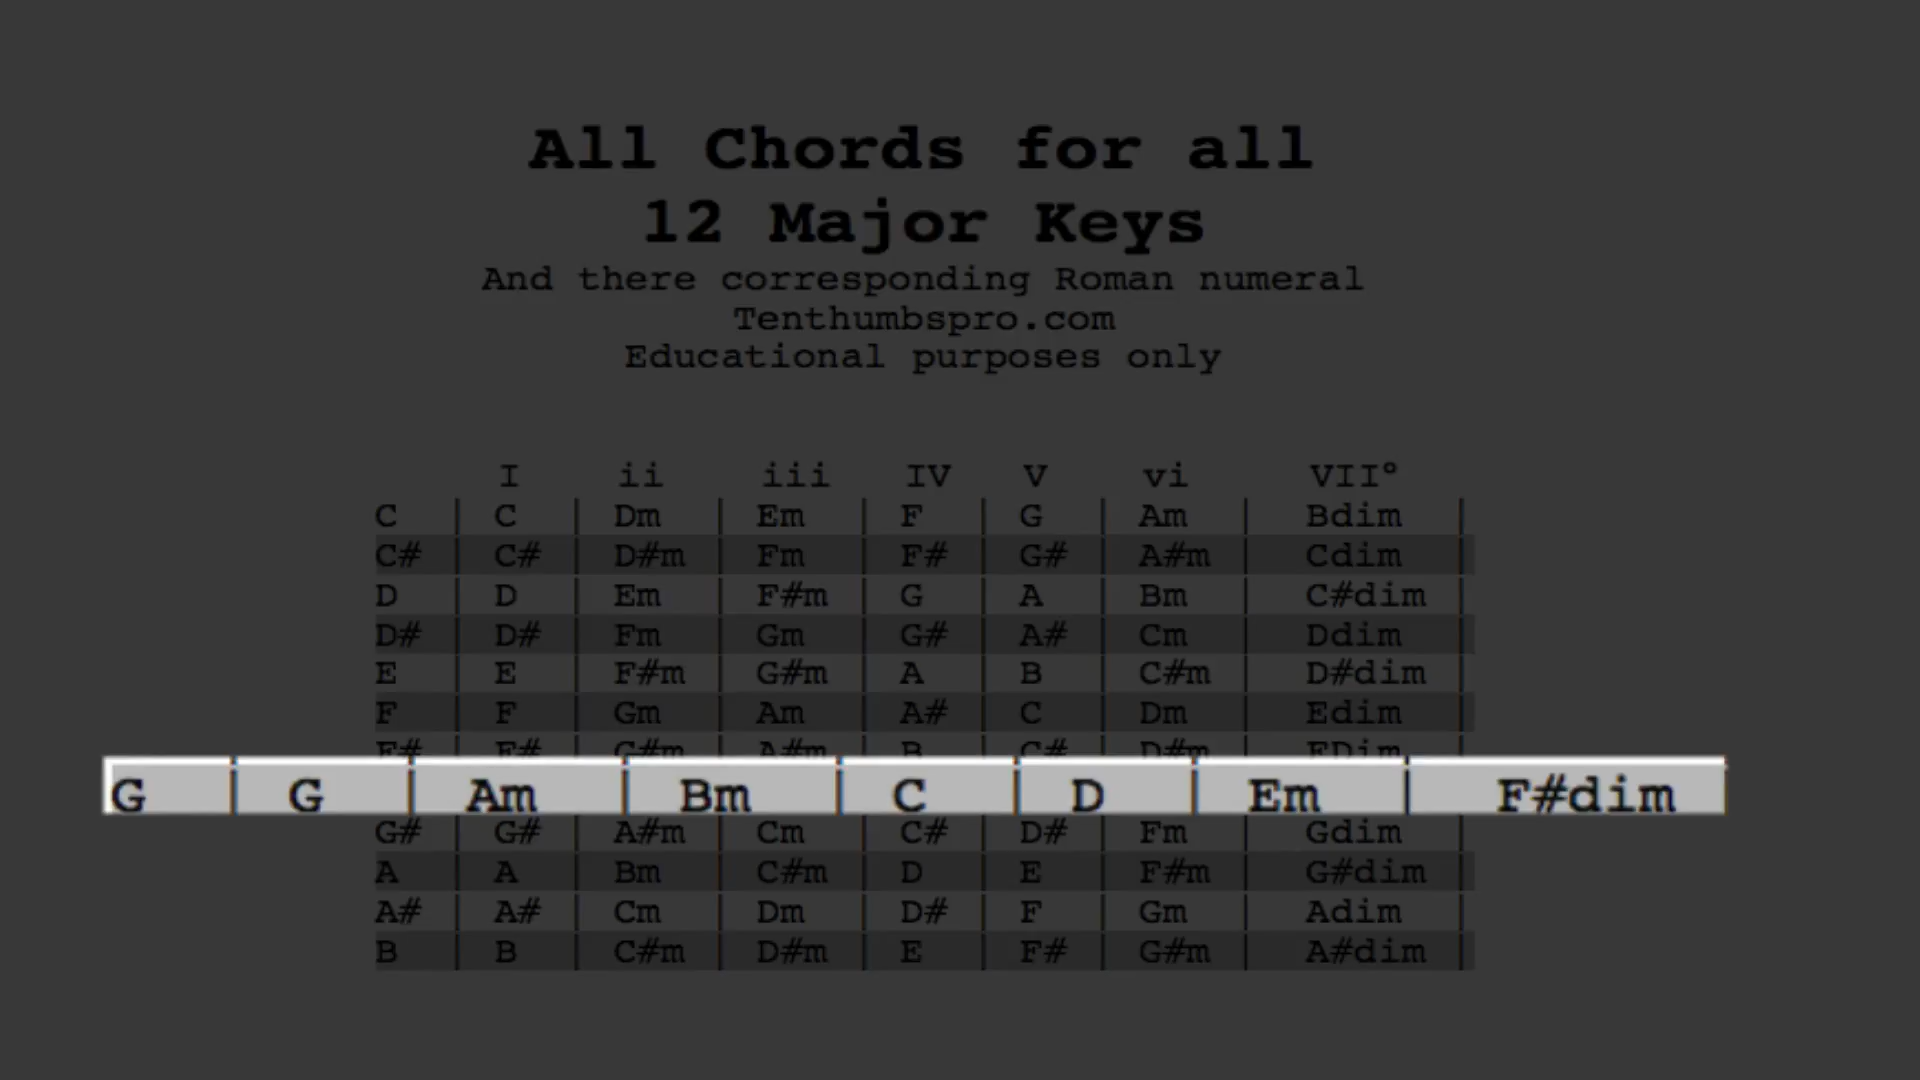 All Chords for all
12 Major Keys
And there corresponding Roman numeral
Tenthumbspro.com
Educational purposes only
I ii iii IV V vi VII°
C | C | Dm | Em | F | G | Am | Bdim |
C# | C# | D#m | Fm | F# | G# | A#m | Cdim |
D | D | Em | F#m | G | A | Bm | C#dim |
D# | D# | Fm | Gm | G# | A# | Cm | Ddim |
E | E | F#m | G#m | A | B | C#m | D#dim |
F | F | Gm | Am | A# | C | Dm | Edim |
F# | F# | G#m | A#m | B | C# | D#m | FDim |
G | G | Am | Bm | C | D | Em | F#dim
G# | G# | A#m | Cm | C# | D# | Fm | Gdim |
A | A | Bm | C#m | D | E | F#m | G#dim |
A# | A# | Cm | Dm | D# | F | Gm | Adim |
B | B | C#m | D#m | E | F# | G#m | A#dim |